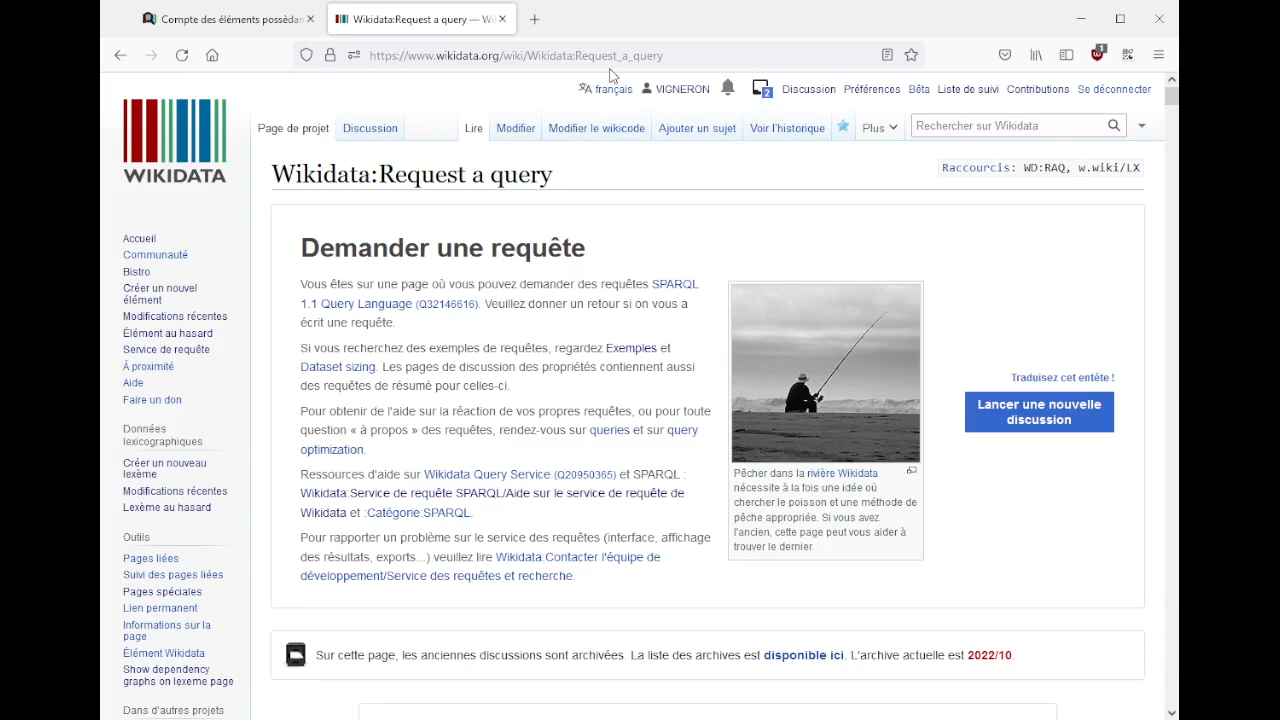 Compte des éléments possédan
Wikidata:Request a query — Wi
https://www.wikidata.org/wiki/Wikidata:Request_a_query
1
français VIGNERON 2 Discussion Préférences Bêta Liste de suivi Contributions Se déconnecter
Page de projet Discussion Lire Modifier Modifier le wikicode Ajouter un sujet Voir l'historique Plus Rechercher sur Wikidata
WIKIDATA
Wikidata:Request a query
Raccourcis: WD:RAQ, w.wiki/LX
Accueil
Communauté
Bistro
Créer un nouvel
élément
Modifications récentes
Élément au hasard
Service de requête
À proximité
Aide
Faire un don
Données
lexicographiques
Créer un nouveau
lexème
Modifications récentes
Lexème au hasard
Outils
Pages liées
Suivi des pages liées
Pages spéciales
Lien permanent
Informations sur la
page
Élément Wikidata
Show dependency
graphs on lexeme page
Dans d'autres projets
Demander une requête
Vous êtes sur une page où vous pouvez demander des requêtes SPARQL
1.1 Query Language (Q32146616). Veuillez donner un retour si on vous a
écrit une requête.
Si vous recherchez des exemples de requêtes, regardez Exemples et
Dataset sizing. Les pages de discussion des propriétés contiennent aussi
des requêtes de résumé pour celles-ci.
Pour obtenir de l'aide sur la réaction de vos propres requêtes, ou pour toute
question « à propos » des requêtes, rendez-vous sur queries et sur query
optimization.
Ressources d'aide sur Wikidata Query Service (Q20950365) et SPARQL :
Wikidata:Service de requête SPARQL/Aide sur le service de requête de
Wikidata et :Catégorie:SPARQL.
Pour rapporter un problème sur le service des requêtes (interface, affichage
des résultats, exports...) veuillez lire Wikidata:Contacter l'équipe de
développement/Service des requêtes et recherche.
Pêcher dans la rivière Wikidata
nécessite à la fois une idée où
chercher le poisson et une méthode de
pêche appropriée. Si vous avez
l'ancien, cette page peut vous aider à
trouver le dernier.
Traduisez cet entête !
Lancer une nouvelle
discussion
Sur cette page, les anciennes discussions sont archivées. La liste des archives est disponible ici. L'archive actuelle est 2022/10.